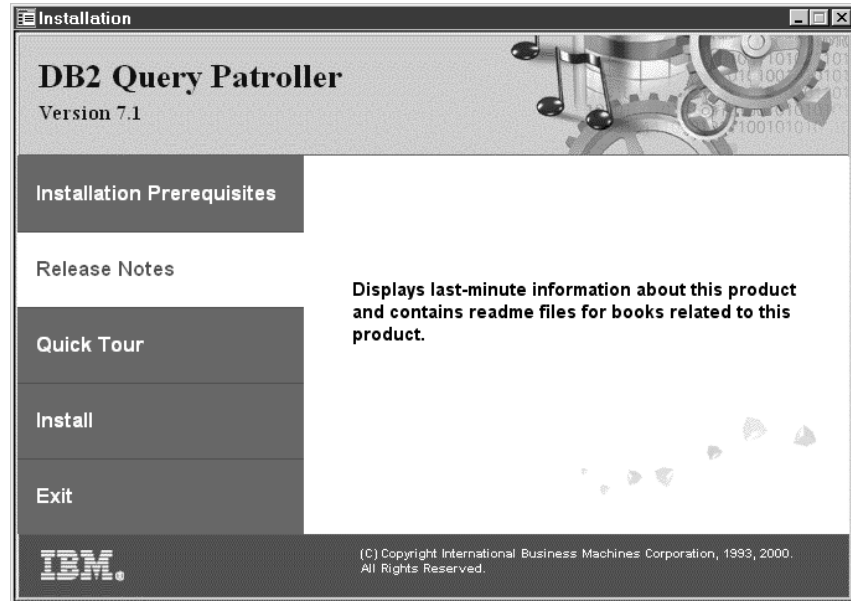 Installation
DB2 Query Patroller
Version 7.1
Installation Prerequisites
Release Notes
Quick Tour
Install
Exit
Displays last-minute information about this product
and contains readme files for books related to this
product.
IBM.
(C) Copyright International Business Machines Corporation, 1993, 2000.
All Rights Reserved.